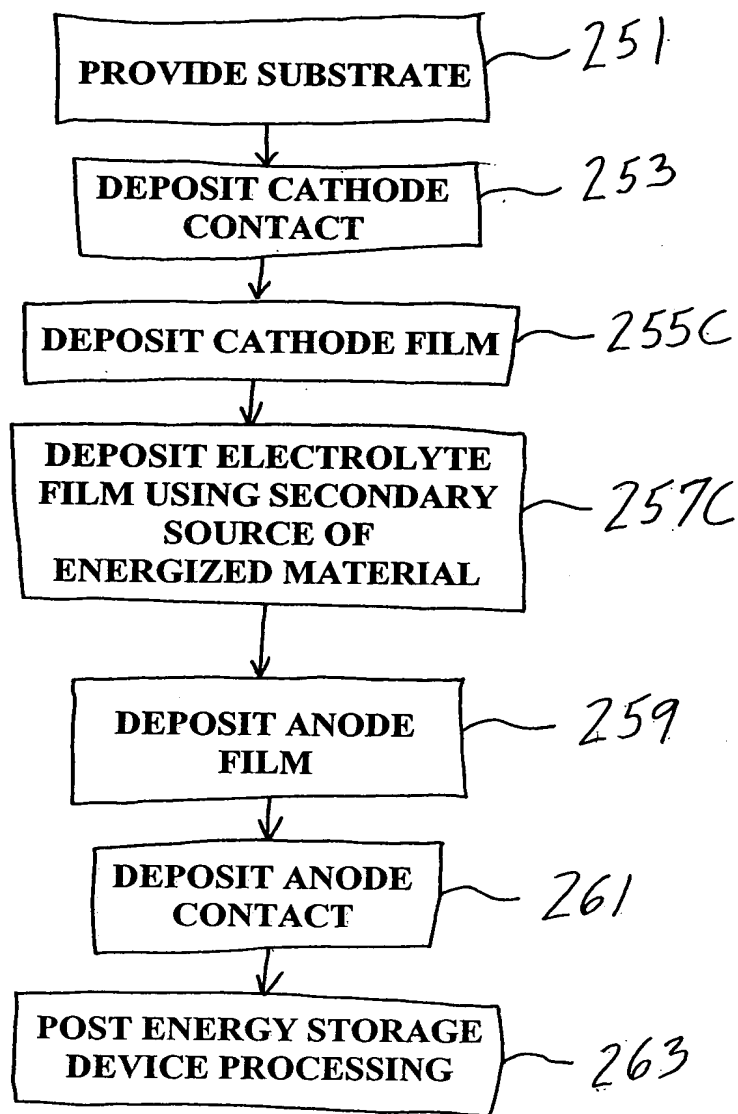 PROVIDE SUBSTRATE
251
DEPOSIT CATHODE
CONTACT
253
DEPOSIT CATHODE FILM
255C
DEPOSIT ELECTROLYTE
FILM USING SECONDARY
SOURCE OF
ENERGIZED MATERIAL
257C
DEPOSIT ANODE
FILM
259
DEPOSIT ANODE
CONTACT
261
POST ENERGY STORAGE
DEVICE PROCESSING
263